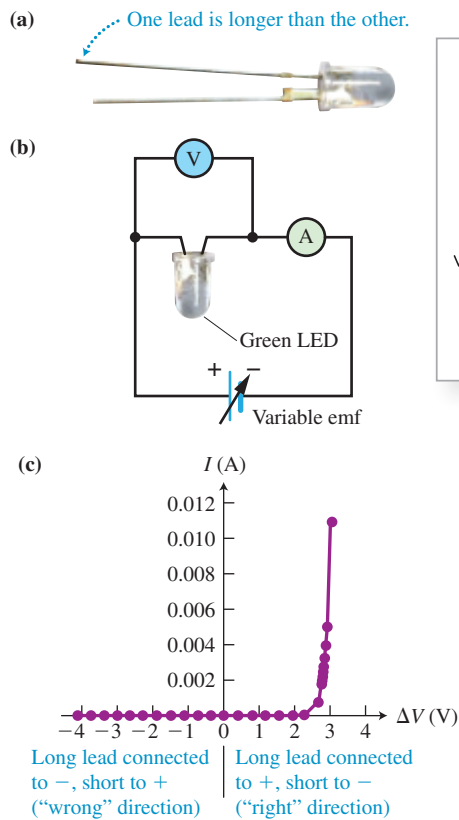 (a)
One lead is longer than the other.
(b)
V
A
Green LED
+ −
Variable emf
(c)
I (A)
0.012
0.010
0.008
0.006
0.004
0.002
−4 −3 −2 −1 0 1 2 3 4 ΔV (V)
Long lead connected
to −, short to +
(“wrong” direction)
Long lead connected
to +, short to −
(“right” direction)